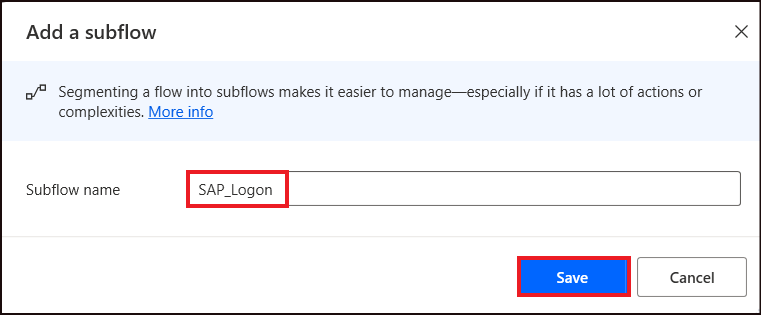 Add a subflow
Segmenting a flow into subflows makes it easier to manage—especially if it has a lot of actions or
complexities. More info
Subflow name
SAP_Logon
Save
Cancel